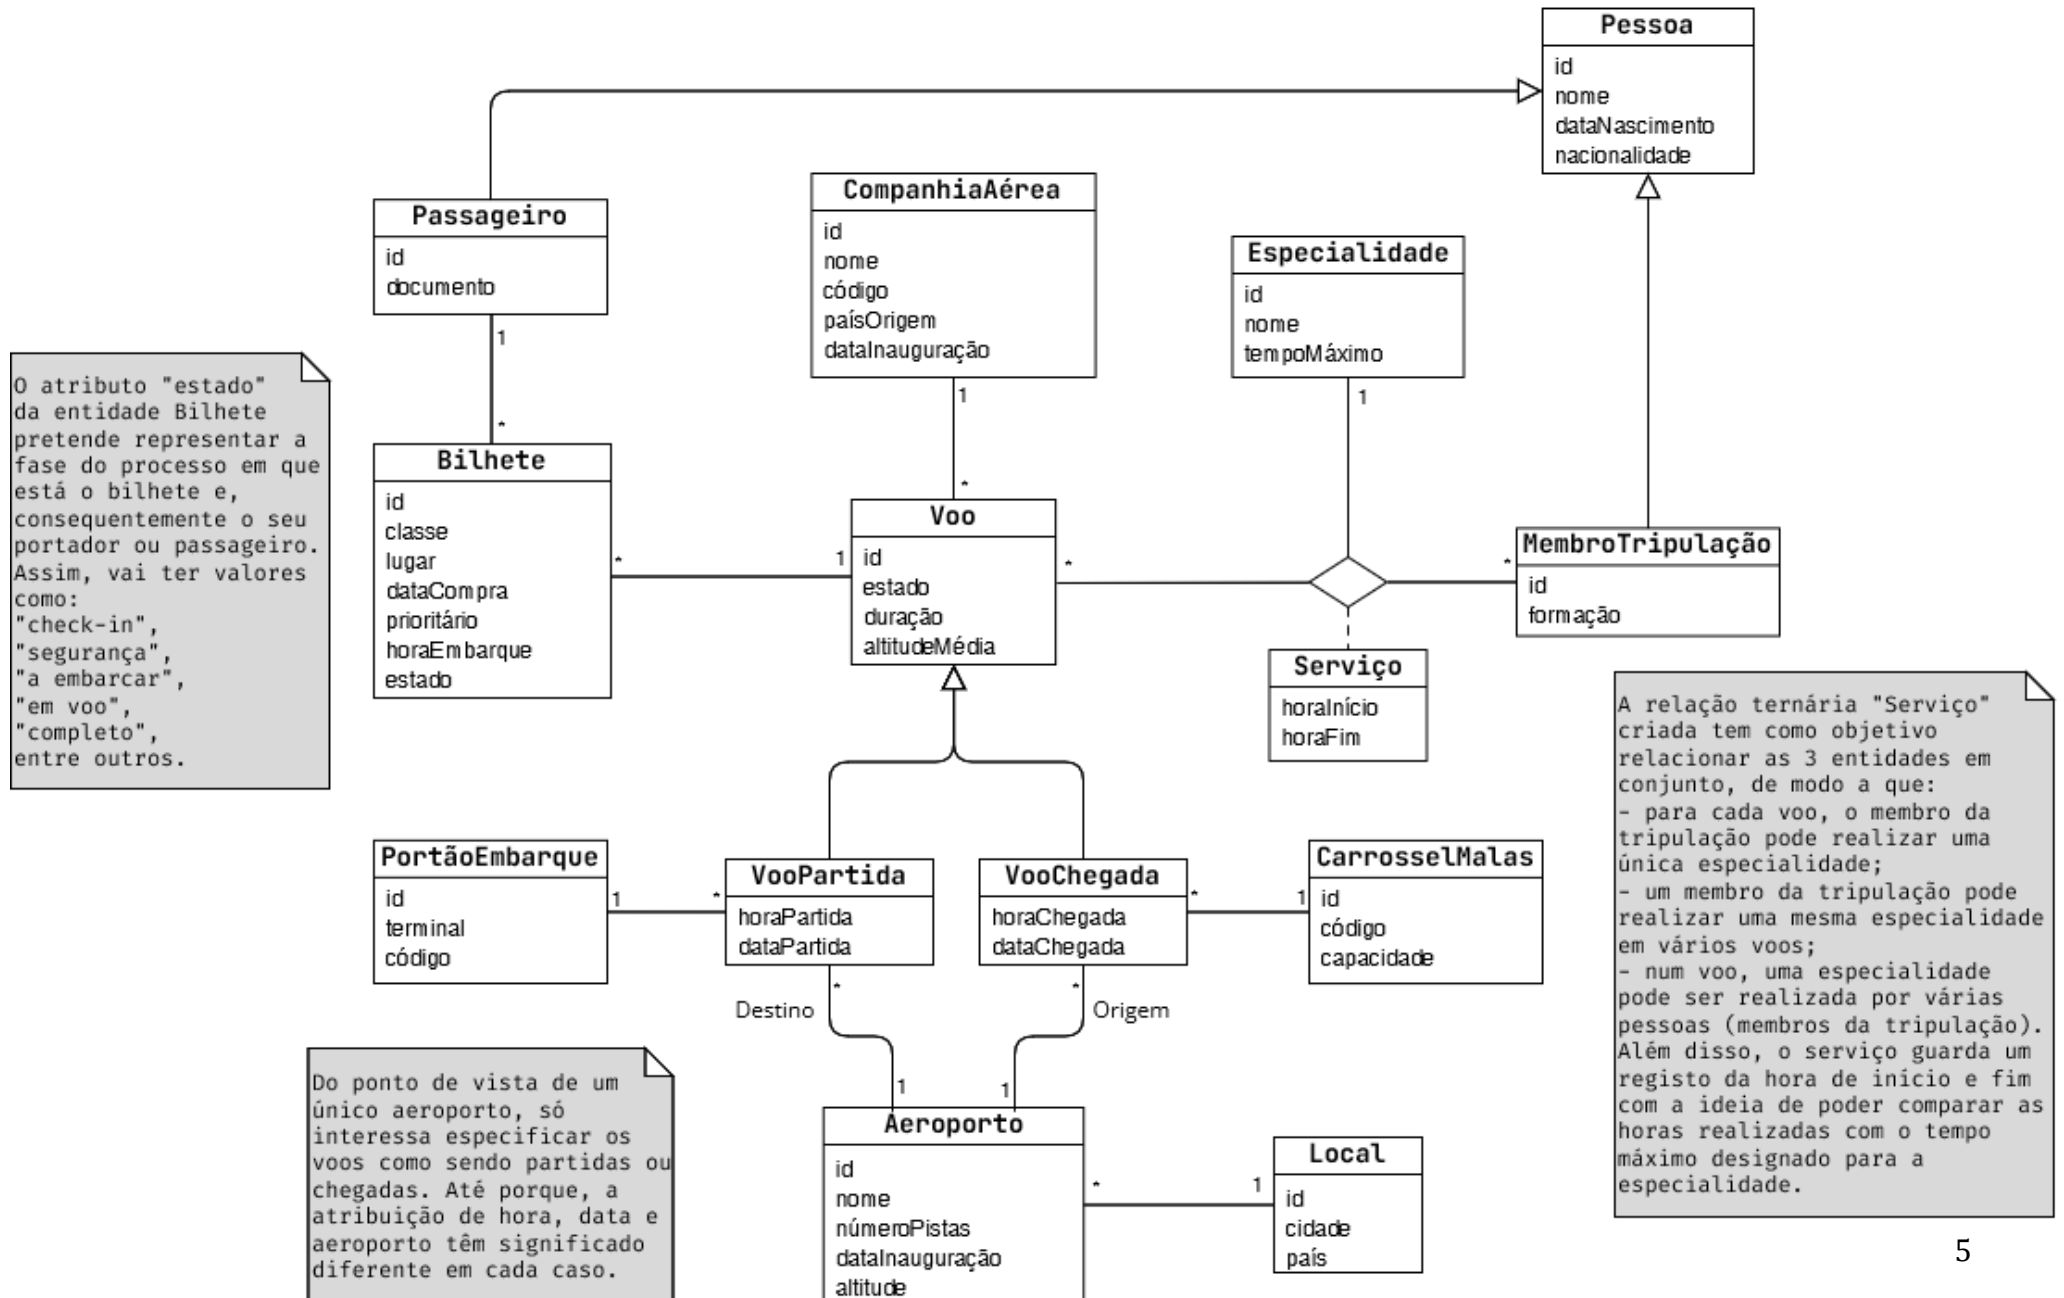 Pessoa
id
nome
dataNascimento
nacionalidade
CompanhiaAérea
id
nome
código
paísOrigem
dataInauguração
Passageiro
id
documento
Especialidade
id
nome
tempoMáximo
1
1
1
*
*
O atributo "estado"
da entidade Bilhete
pretende representar a
fase do processo em que
está o bilhete e,
consequentemente o seu
portador ou passageiro.
Assim, vai ter valores
como:
"check-in",
"segurança",
"a embarcar",
"em voo",
"completo",
entre outros.
Bilhete
id
classe
lugar
dataCompra
prioritário
horaEmbarque
estado
*
1
Voo
id
estado
duração
altitudeMédia
*
*
MembroTripulação
id
formação
Serviço
horaInício
horaFim
A relação ternária "Serviço"
criada tem como objetivo
relacionar as 3 entidades em
conjunto, de modo a que:
- para cada voo, o membro da
tripulação pode realizar uma
única especialidade;
- um membro da tripulação pode
realizar uma mesma especialidade
em vários voos;
- num voo, uma especialidade
pode ser realizada por várias
pessoas (membros da tripulação).
Além disso, o serviço guarda um
registo da hora de início e fim
com a ideia de poder comparar as
horas realizadas com o tempo
máximo designado para a
especialidade.
PortãoEmbarque
id
terminal
código
1
*
VooPartida
horaPartida
dataPartida
VooChegada
horaChegada
dataChegada
*
1
CarrosselMalas
id
código
capacidade
*
*
Destino
Origem
1
1
Do ponto de vista de um
único aeroporto, só
interessa especificar os
voos como sendo partidas ou
chegadas. Até porque, a
atribuição de hora, data e
aeroporto têm significado
diferente em cada caso.
Aeroporto
id
nome
númeroPistas
dataInauguração
altitude
*
1
Local
id
cidade
país
5